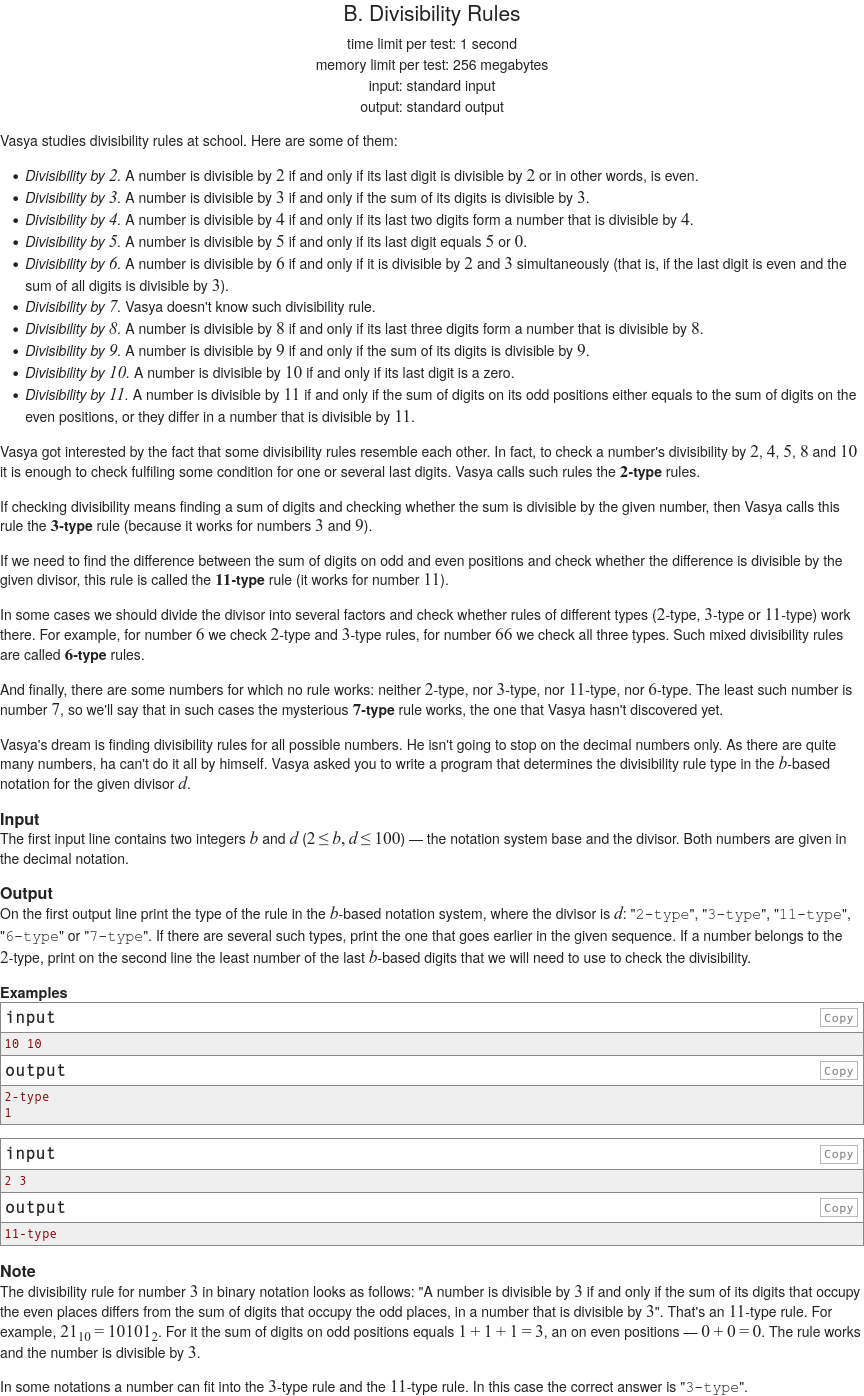 B. Divisibility Rules
time limit per test: 1 second
memory limit per test: 256 megabytes
input: standard input
output: standard output
Vasya studies divisibility rules at school. Here are some of them:
• Divisibility by 2. A number is divisible by 2 if and only if its last digit is divisible by 2 or in other words, is even.
• Divisibility by 3. A number is divisible by 3 if and only if the sum of its digits is divisible by 3.
• Divisibility by 4. A number is divisible by 4 if and only if its last two digits form a number that is divisible by 4.
• Divisibility by 5. A number is divisible by 5 if and only if its last digit equals 5 or 0.
• Divisibility by 6. A number is divisible by 6 if and only if it is divisible by 2 and 3 simultaneously (that is, if the last digit is even and the
sum of all digits is divisible by 3).
• Divisibility by 7. Vasya doesn't know such divisibility rule.
• Divisibility by 8. A number is divisible by 8 if and only if its last three digits form a number that is divisible by 8.
• Divisibility by 9. A number is divisible by 9 if and only if the sum of its digits is divisible by 9.
• Divisibility by 10. A number is divisible by 10 if and only if its last digit is a zero.
• Divisibility by 11. A number is divisible by 11 if and only if the sum of digits on its odd positions either equals to the sum of digits on the
even positions, or they differ in a number that is divisible by 11.
Vasya got interested by the fact that some divisibility rules resemble each other. In fact, to check a number's divisibility by 2, 4, 5, 8 and 10
it is enough to check fulfiling some condition for one or several last digits. Vasya calls such rules the 2-type rules.
If checking divisibility means finding a sum of digits and checking whether the sum is divisible by the given number, then Vasya calls this
rule the 3-type rule (because it works for numbers 3 and 9).
If we need to find the difference between the sum of digits on odd and even positions and check whether the difference is divisible by the
given divisor, this rule is called the 11-type rule (it works for number 11).
In some cases we should divide the divisor into several factors and check whether rules of different types (2-type, 3-type or 11-type) work
there. For example, for number 6 we check 2-type and 3-type rules, for number 66 we check all three types. Such mixed divisibility rules
are called 6-type rules.
And finally, there are some numbers for which no rule works: neither 2-type, nor 3-type, nor 11-type, nor 6-type. The least such number is
number 7, so we'll say that in such cases the mysterious 7-type rule works, the one that Vasya hasn't discovered yet.
Vasya's dream is finding divisibility rules for all possible numbers. He isn't going to stop on the decimal numbers only. As there are quite
many numbers, ha can't do it all by himself. Vasya asked you to write a program that determines the divisibility rule type in the b-based
notation for the given divisor d.
Input
The first input line contains two integers b and d (2 ≤ b, d ≤ 100) — the notation system base and the divisor. Both numbers are given in
the decimal notation.
Output
On the first output line print the type of the rule in the b-based notation system, where the divisor is d: "2-type", "3-type", "11-type",
"6-type" or "7-type". If there are several such types, print the one that goes earlier in the given sequence. If a number belongs to the
2-type, print on the second line the least number of the last b-based digits that we will need to use to check the divisibility.
Examples
input
Copy
10 10
output
Copy
2-type
1
input
Copy
2 3
output
Copy
11-type
Note
The divisibility rule for number 3 in binary notation looks as follows: "A number is divisible by 3 if and only if the sum of its digits that occupy
the even places differs from the sum of digits that occupy the odd places, in a number that is divisible by 3". That's an 11-type rule. For
example, 21₁₀ = 10101₂. For it the sum of digits on odd positions equals 1 + 1 + 1 = 3, an on even positions — 0 + 0 = 0. The rule works
and the number is divisible by 3.
In some notations a number can fit into the 3-type rule and the 11-type rule. In this case the correct answer is "3-type".